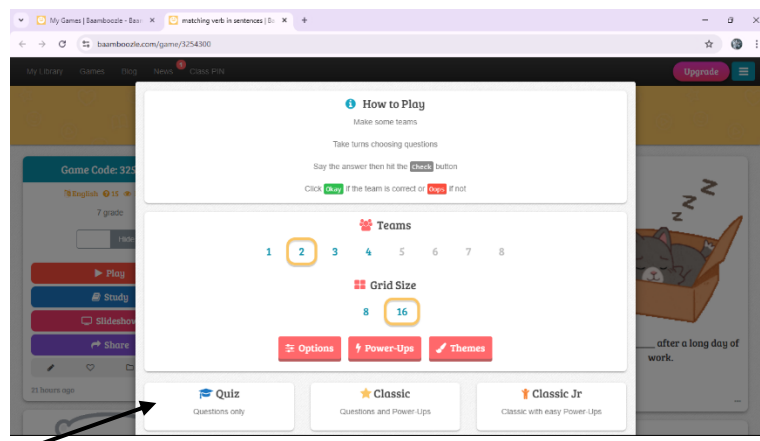 My Games | Baamboozle - Baam
matching verb in sentences | Ba
baamboozle.com/game/3254300
My Library Games Blog News Class PIN
Upgrade
How to Play
Make some teams
Take turns choosing questions
Say the answer then hit the Check button
Click Okay if the team is correct or Oops if not
Game Code: 325
English 15
7 grade
Hide
Play
Study
Slideshow
Share
21 hours ago
Teams
1 2 3 4 5 6 7 8
Grid Size
8 16
Options Power-Ups Themes
Quiz
Questions only
Classic
Questions and Power-Ups
Classic Jr
Classic with easy Power-Ups
z
z
z
____ after a long day of
work.